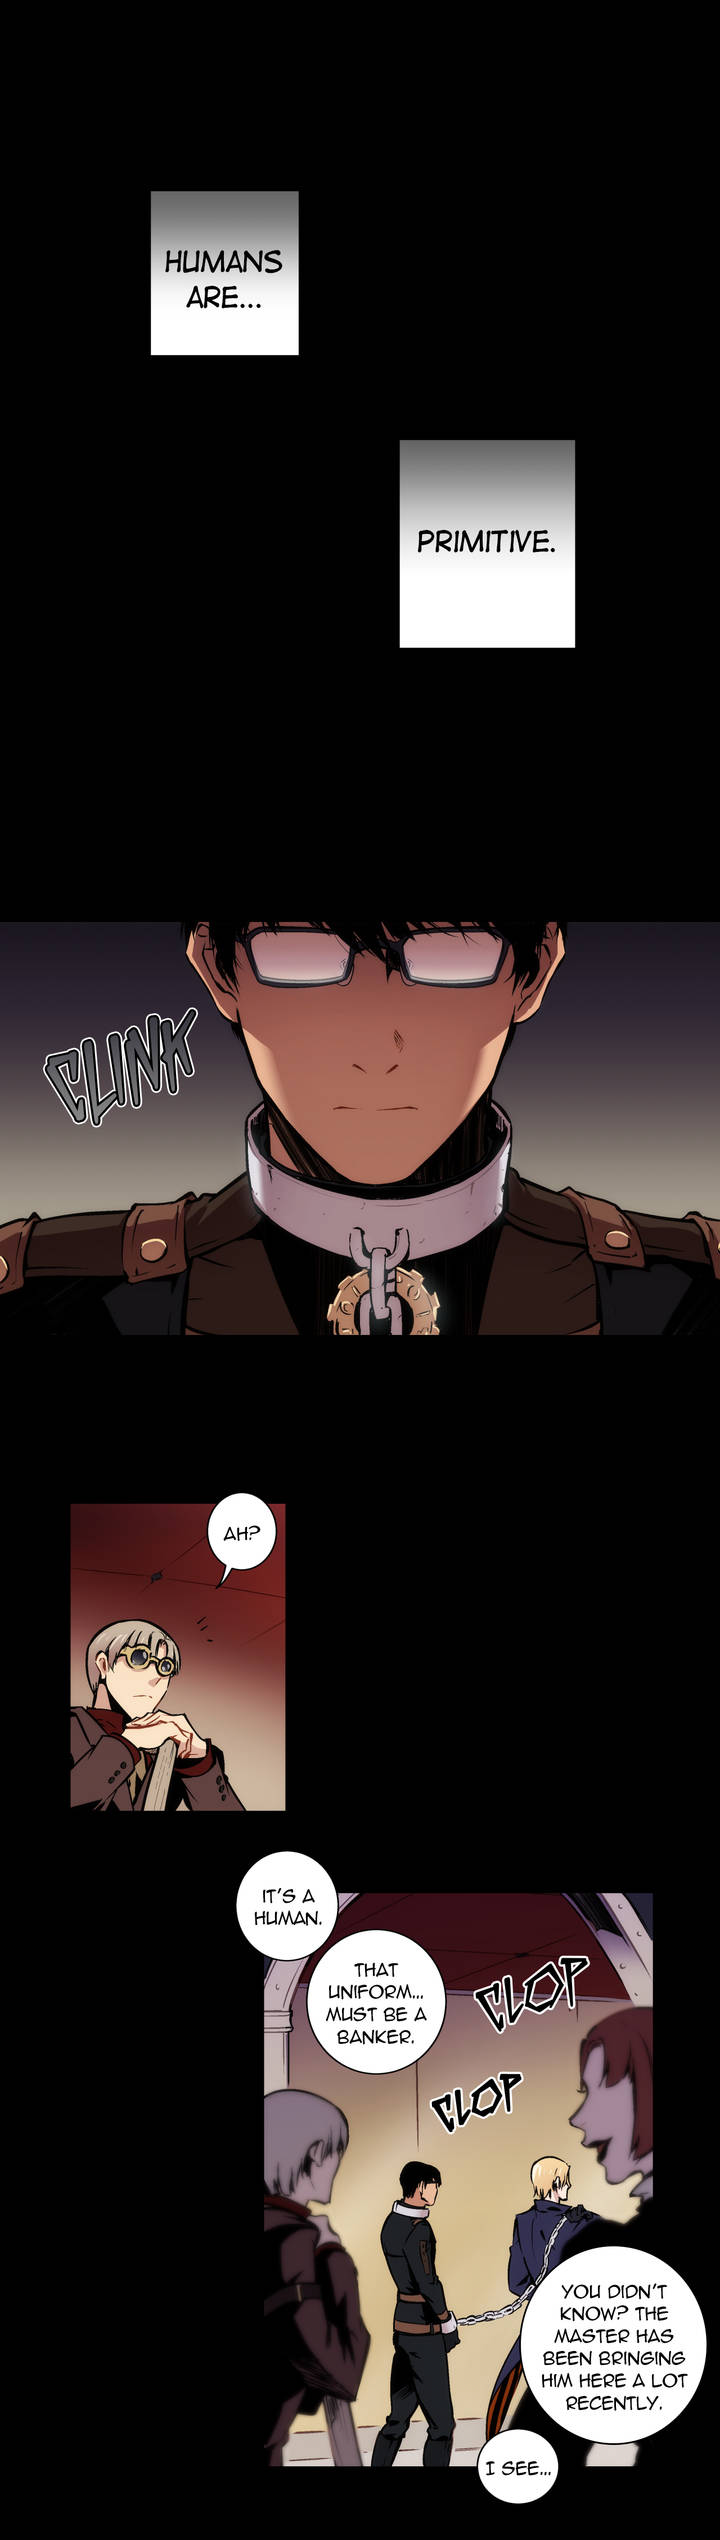 HUMANS
ARE...
PRIMITIVE.
CLINK
AH?
IT'S A
HUMAN.
THAT
UNIFORM...
MUST BE A
BANKER.
CLOP
CLOP
YOU DIDN'T
KNOW? THE
MASTER HAS
BEEN BRINGING
HIM HERE A LOT
RECENTLY.
I SEE...